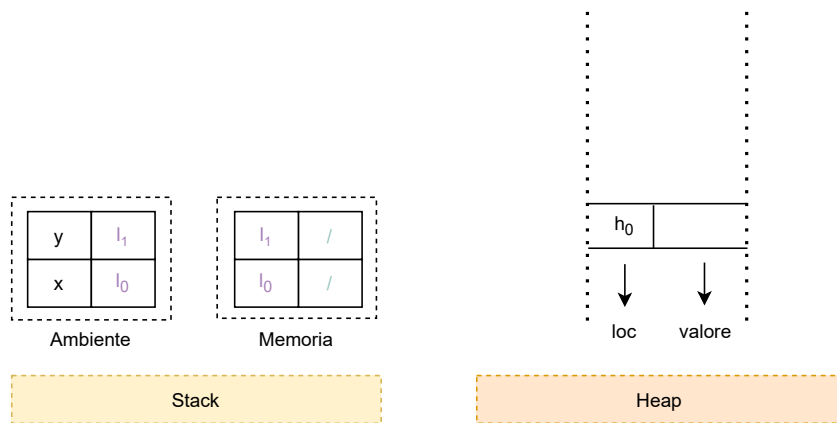 y l₁
x l₀
Ambiente
l₁ /
l₀ /
Memoria
Stack
h₀
loc valore
Heap